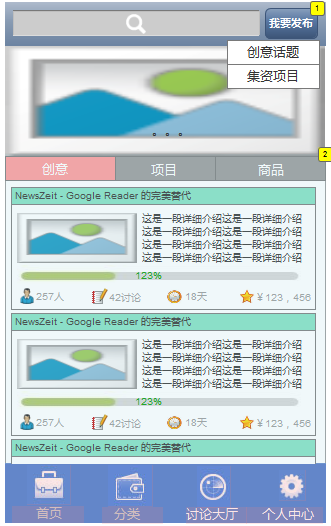 1
我要发布
创意话题
集资项目
2
创意
项目
商品
NewsZeit - Google Reader 的完美替代
这是一段详细介绍这是一段详细介绍
这是一段详细介绍这是一段详细介绍
这是一段详细介绍这是一段详细介绍
这是一段详细介绍这是一段详细介绍
123%
257人
42讨论
18天
¥ 123，456
NewsZeit - Google Reader 的完美替代
这是一段详细介绍这是一段详细介绍
这是一段详细介绍这是一段详细介绍
这是一段详细介绍这是一段详细介绍
这是一段详细介绍这是一段详细介绍
123%
257人
42讨论
18天
¥ 123，456
NewsZeit - Google Reader 的完美替代
首页
分类
讨论大厅
个人中心